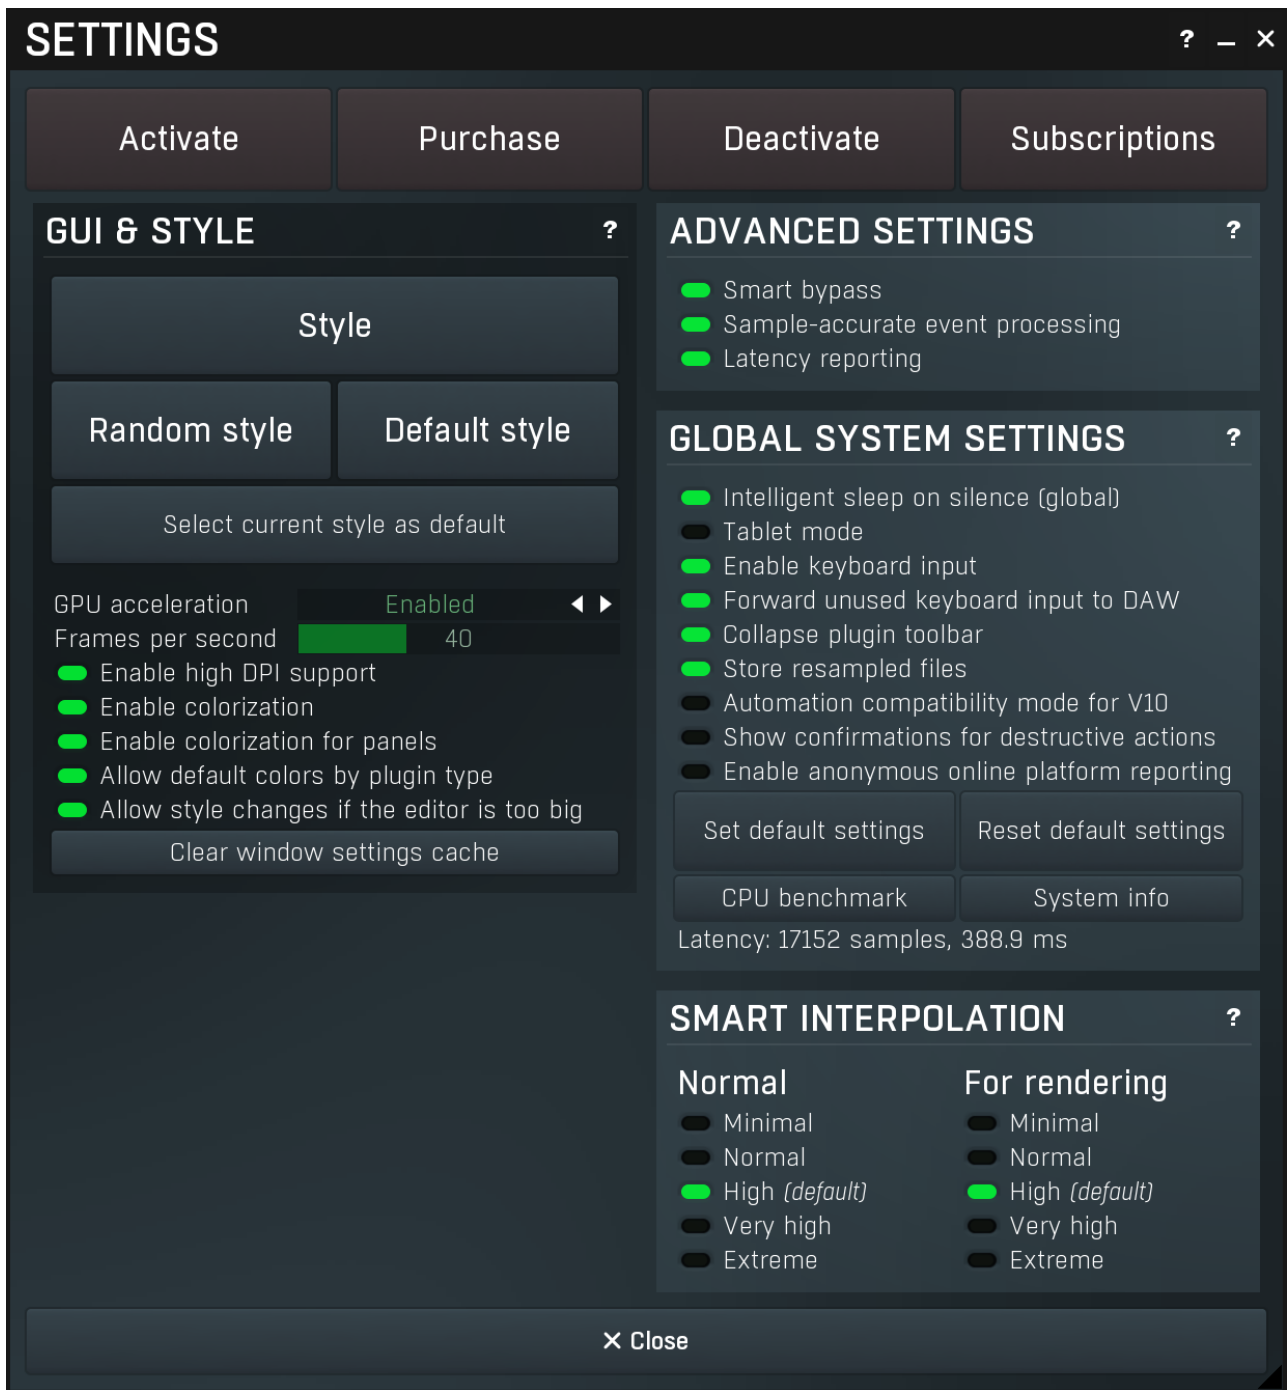 SETTINGS
? _ ×
Activate
Purchase
Deactivate
Subscriptions
GUI & STYLE ?
Style
Random style
Default style
Select current style as default
GPU acceleration Enabled
Frames per second 40
Enable high DPI support
Enable colorization
Enable colorization for panels
Allow default colors by plugin type
Allow style changes if the editor is too big
Clear window settings cache
ADVANCED SETTINGS ?
Smart bypass
Sample-accurate event processing
Latency reporting
GLOBAL SYSTEM SETTINGS ?
Intelligent sleep on silence (global)
Tablet mode
Enable keyboard input
Forward unused keyboard input to DAW
Collapse plugin toolbar
Store resampled files
Automation compatibility mode for V10
Show confirmations for destructive actions
Enable anonymous online platform reporting
Set default settings
Reset default settings
CPU benchmark
System info
Latency: 17152 samples, 388.9 ms
SMART INTERPOLATION ?
Normal
Minimal
Normal
High (default)
Very high
Extreme
For rendering
Minimal
Normal
High (default)
Very high
Extreme
× Close